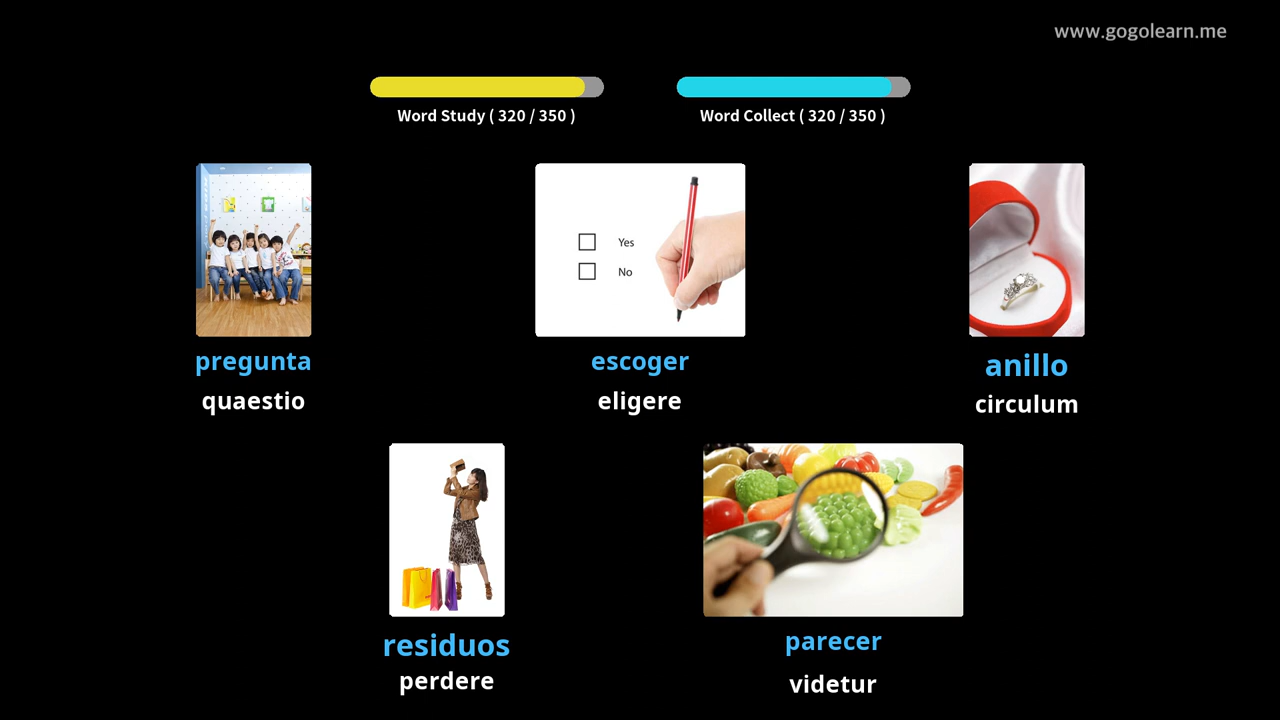 www.gogolearn.me
Word Study ( 320 / 350 )
Word Collect ( 320 / 350 )
Yes
No
pregunta
quaestio
escoger
eligere
anillo
circulum
residuos
perdere
parecer
videtur